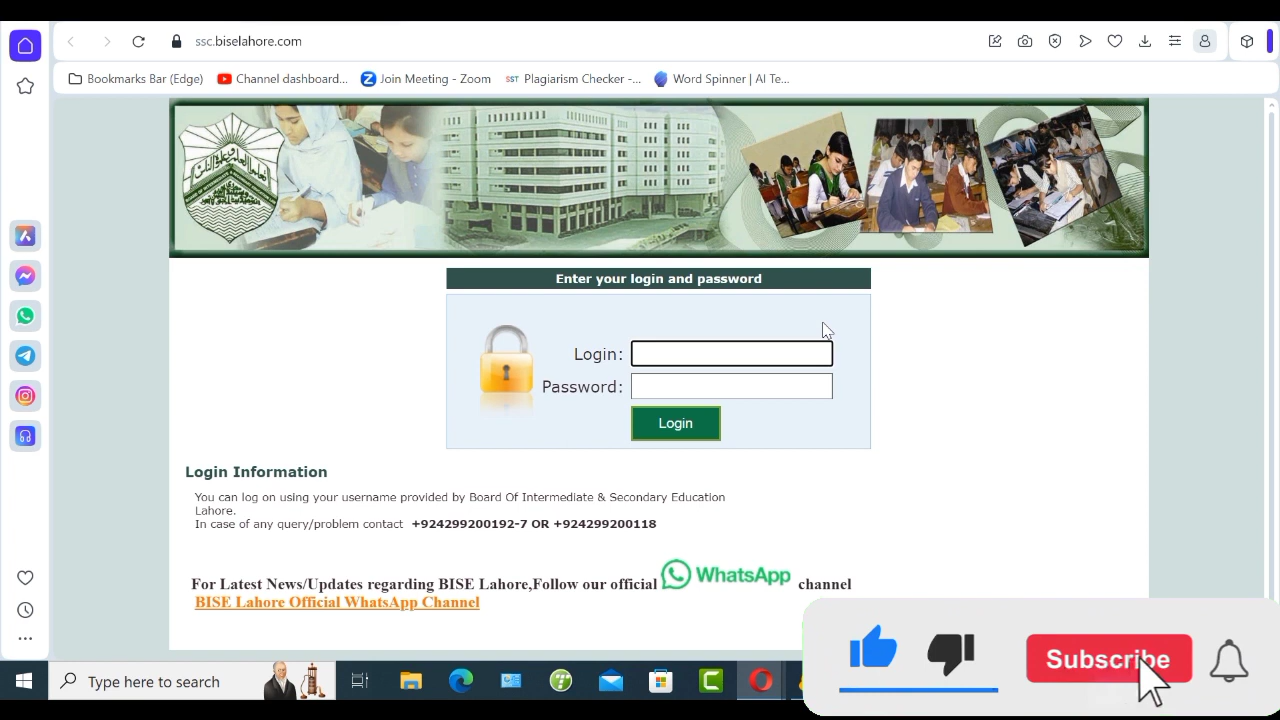 ssc.biselahore.com
Bookmarks Bar (Edge)
Channel dashboard...
Join Meeting - Zoom
SST Plagiarism Checker -...
Word Spinner | AI Te...
Enter your login and password
Login:
Password:
Login
Login Information
You can log on using your username provided by Board Of Intermediate & Secondary Education
Lahore.
In case of any query/problem contact +924299200192-7 OR +924299200118
For Latest News/Updates regarding BISE Lahore,Follow our official WhatsApp channel
BISE Lahore Official WhatsApp Channel
Subscribe
Type here to search